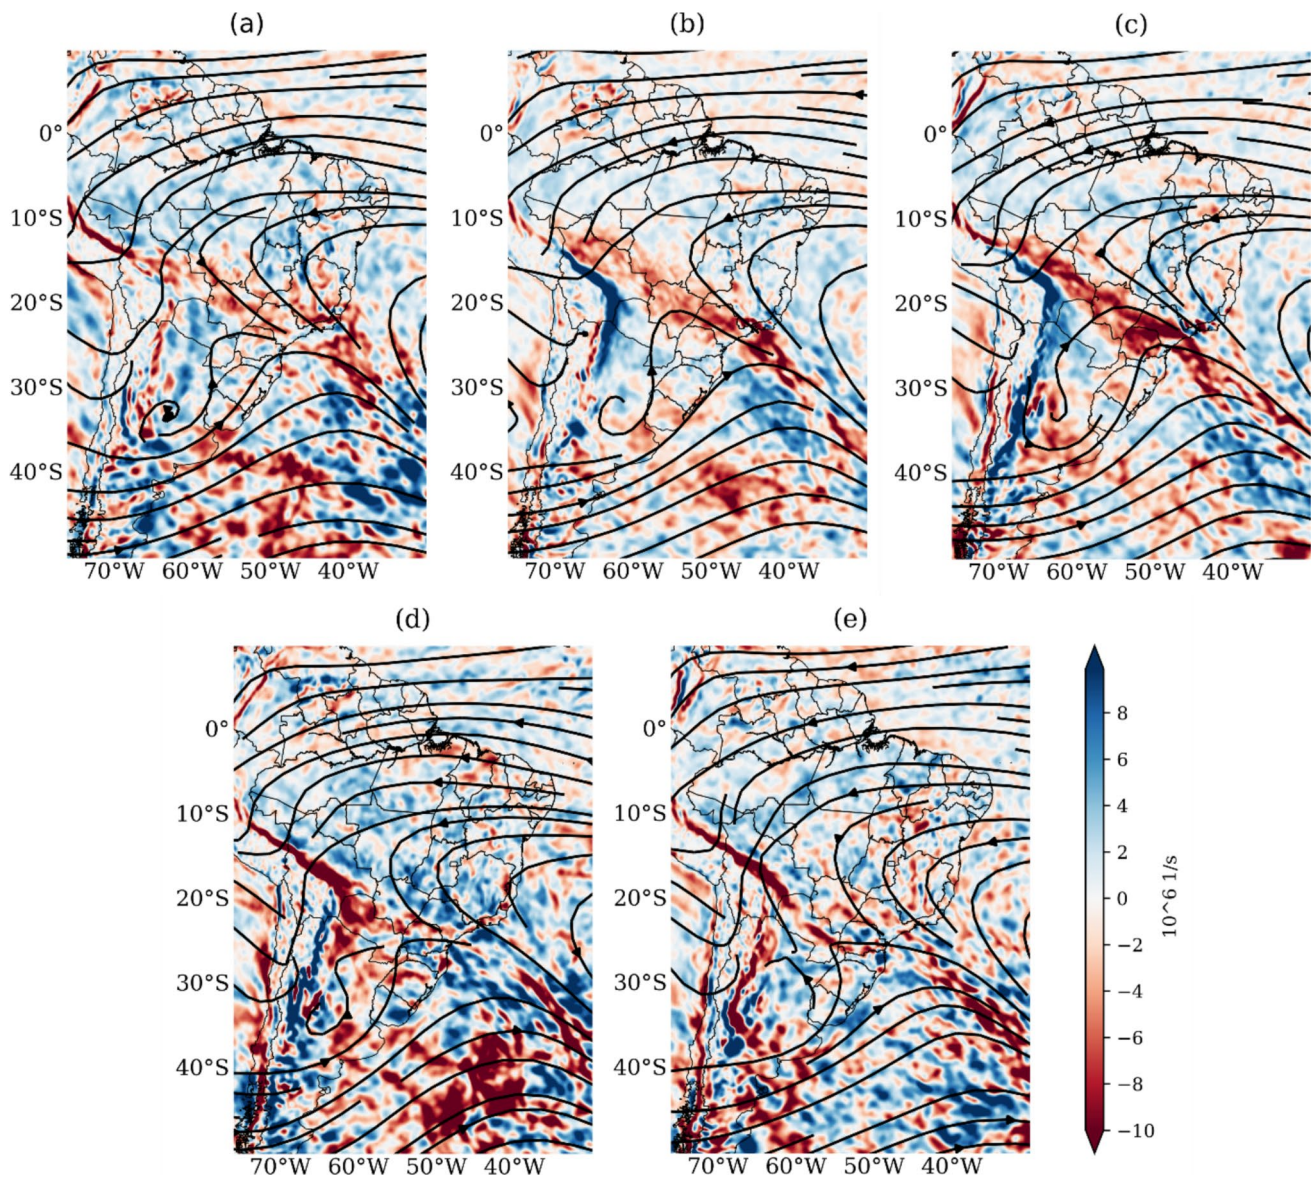 (a) (b) (c)
0° 0° 0°
10°S 10°S 10°S
20°S 20°S 20°S
30°S 30°S 30°S
40°S 40°S 40°S
70°W 60°W 50°W 40°W 70°W 60°W 50°W 40°W 70°W 60°W 50°W 40°W
(d) (e)
0° 0°
10°S 10°S
20°S 20°S
30°S 30°S
40°S 40°S
70°W 60°W 50°W 40°W 70°W 60°W 50°W 40°W
8
6
4
2
0
−2
−4
−6
−8
−10
10^6 1/s